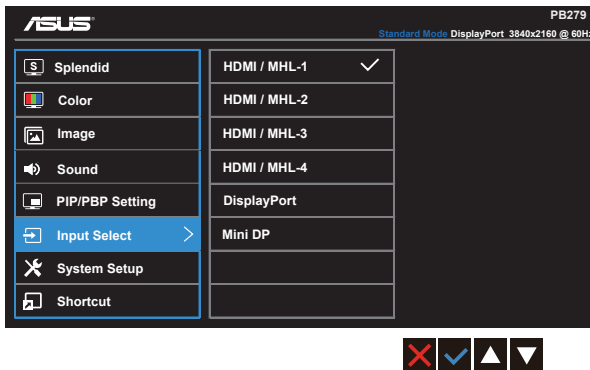 ASUS
PB279
Standard Mode DisplayPort 3840x2160 @ 60Hz
S Splendid
Color
Image
Sound
PIP/PBP Setting
Input Select
System Setup
Shortcut
HDMI / MHL-1
HDMI / MHL-2
HDMI / MHL-3
HDMI / MHL-4
DisplayPort
Mini DP